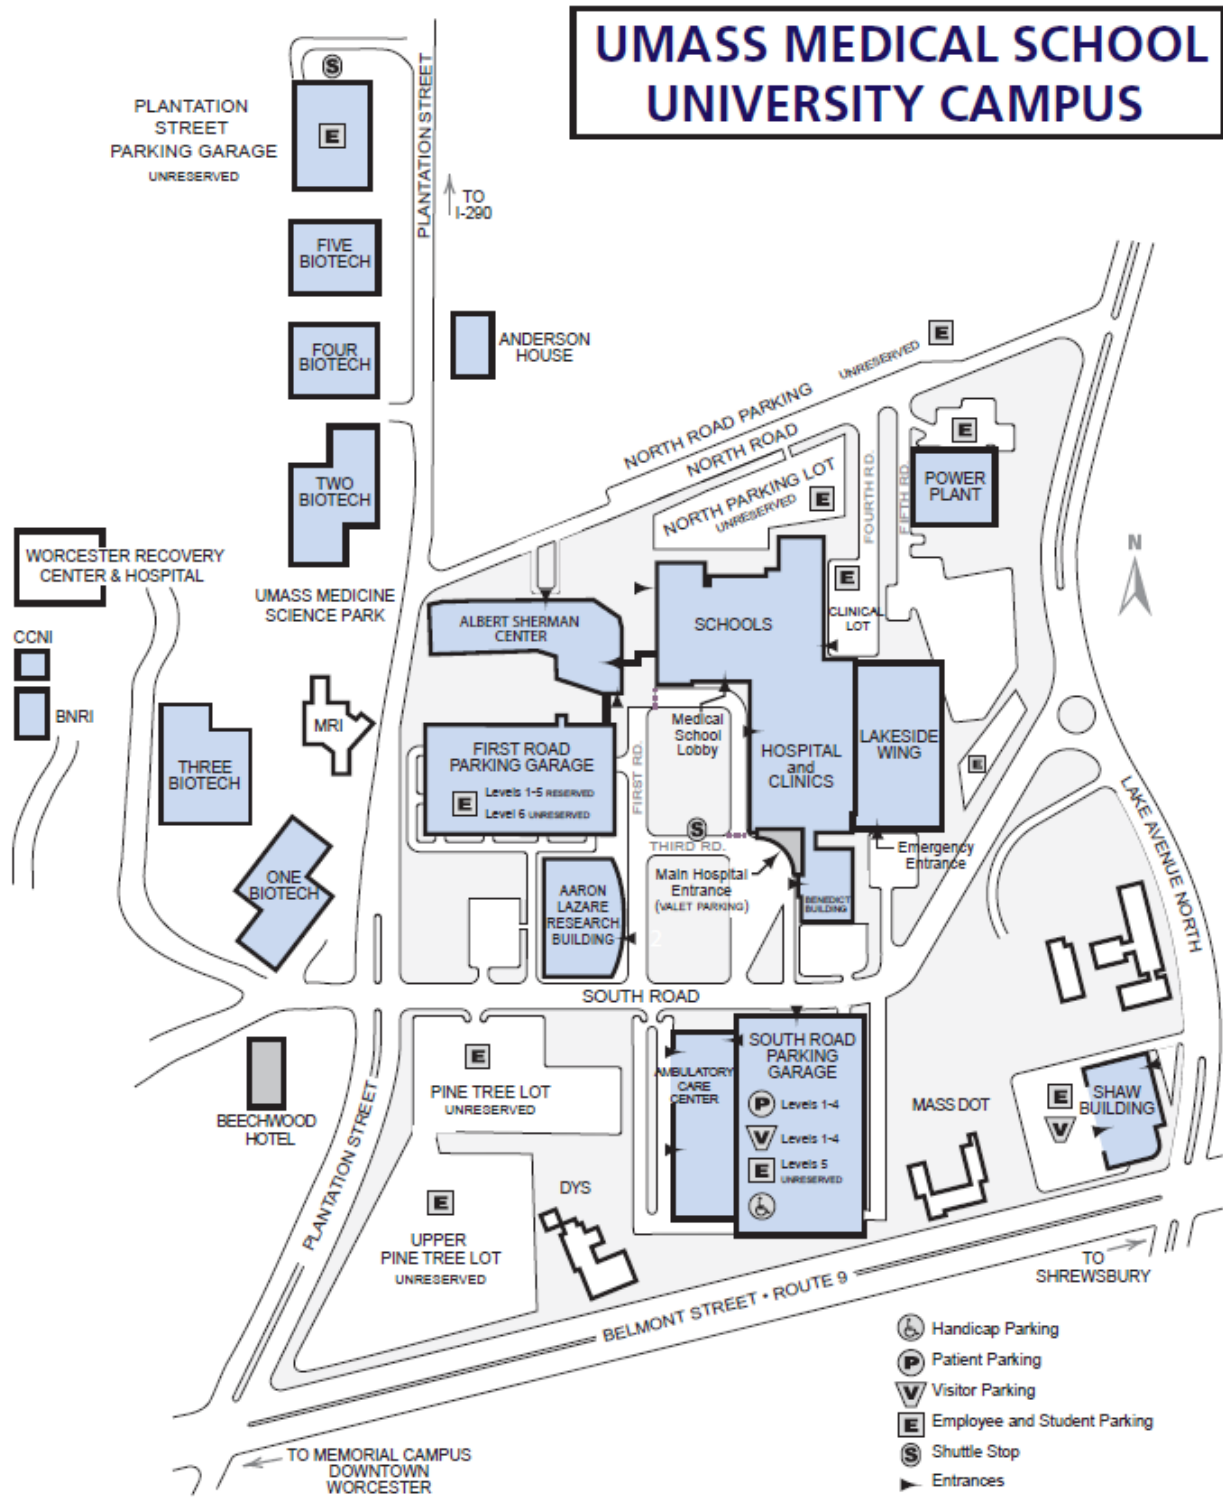 UMASS MEDICAL SCHOOL
UNIVERSITY CAMPUS
S
PLANTATION
STREET
PARKING GARAGE
UNRESERVED
E
PLANTATION STREET
TO
I-290
FIVE
BIOTECH
FOUR
BIOTECH
ANDERSON
HOUSE
E
UNRESERVED
NORTH ROAD PARKING
NORTH ROAD
NORTH PARKING LOT
UNRESERVED
E
FOURTH RD.
FIFTH RD.
E
POWER
PLANT
TWO
BIOTECH
WORCESTER RECOVERY
CENTER & HOSPITAL
UMASS MEDICINE
SCIENCE PARK
N
E
CLINICAL
LOT
ALBERT SHERMAN
CENTER
SCHOOLS
CCNI
BNRI
MRI
THREE
BIOTECH
FIRST ROAD
PARKING GARAGE
E
Levels 1-5 RESERVED
Level 6 UNRESERVED
FIRST RD.
Medical
School
Lobby
HOSPITAL
and
CLINICS
LAKESIDE
WING
E
LAKE AVENUE NORTH
S
THIRD RD.
Emergency
Entrance
Main Hospital
Entrance
(VALET PARKING)
BENEDICT
BUILDING
ONE
BIOTECH
AARON
LAZARE
RESEARCH
BUILDING
2
SOUTH ROAD
E
PINE TREE LOT
UNRESERVED
AMBULATORY
CARE
CENTER
SOUTH ROAD
PARKING
GARAGE
P Levels 1-4
V Levels 1-4
E Levels 5
UNRESERVED
MASS DOT
E
V
SHAW
BUILDING
BEECHWOOD
HOTEL
PLANTATION STREET
E
UPPER
PINE TREE LOT
UNRESERVED
DYS
BELMONT STREET • ROUTE 9
TO
SHREWSBURY
TO MEMORIAL CAMPUS
DOWNTOWN
WORCESTER
Handicap Parking
P Patient Parking
V Visitor Parking
E Employee and Student Parking
S Shuttle Stop
Entrances